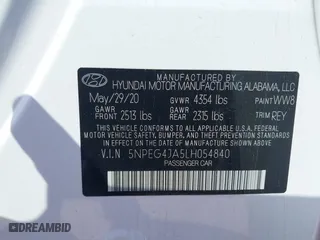 HYUNDAI MOTOR MANUFACTURING ALABAMA, LLC
May/29/20 GVWR 4354 lbs PAINT WW8
GAWR FRONT 2513 lbs GAWR REAR 2315 lbs TRIM REY
THIS VEHICLE CONFORMS TO ALL APPLICABLE FEDERAL
MOTOR VEHICLE SAFETY, BUMPER, AND THEFT PREVENTION
STANDARDS IN EFFECT ON THE DATE OF MANUFACTURE
SHOWN ABOVE.
V.I.N 5NPEG4JA5LH054840
PASSENGER CAR
DREAMBID